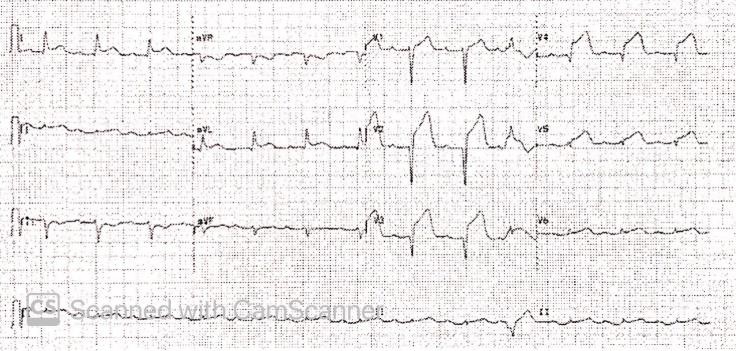 I aVR V1 V4
II aVL V2 V5
III aVF V3 V6
II
CS Scanned with CamScanner